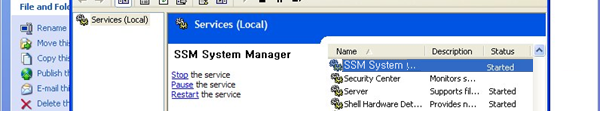 File and Fold
Rename
Move this
Copy this
Publish th
E-mail thi
Delete th
Services (Local)
Services (Local)
SSM System Manager
Stop the service
Pause the service
Restart the service
Name Description Status
SSM System Started
Security Center Monitors s...
Server Supports fil... Started
Shell Hardware Det... Provides n... Started